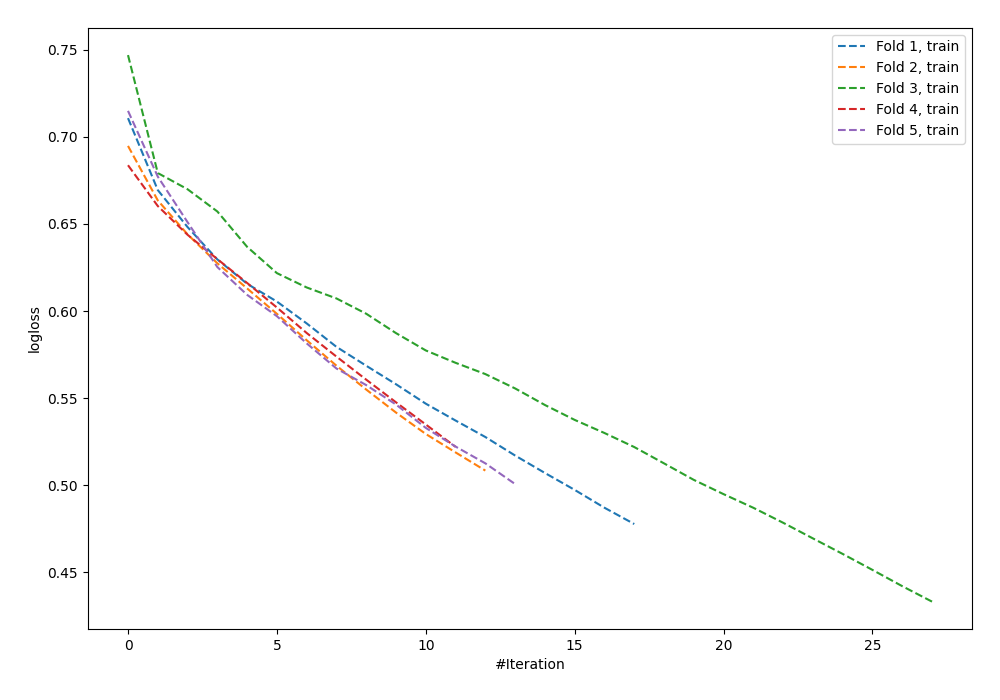 0.75
0.70
0.65
0.60
0.55
0.50
0.45
logloss
0 5 10 15 20 25
#Iteration
Fold 1, train
Fold 2, train
Fold 3, train
Fold 4, train
Fold 5, train